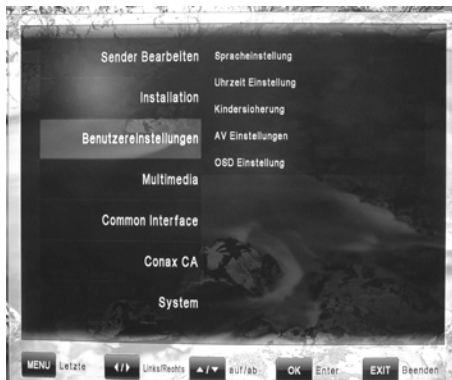 Sender Bearbeiten
Installation
Benutzereinstellungen
Multimedia
Common Interface
Conax CA
System
Spracheinstellung
Uhrzeit Einstellung
Kindersicherung
AV Einstellungen
OSD Einstellung
MENU Letzte ◄/► Links/Rechts ▲/▼ auf/ab OK Enter EXIT Beenden